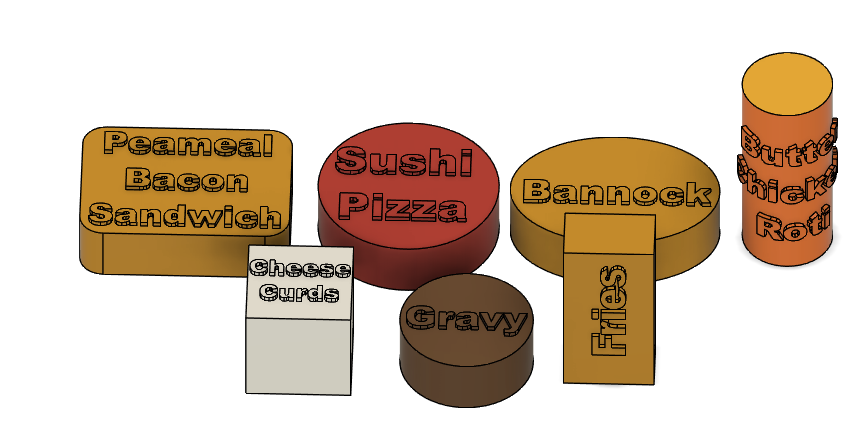 Peameal
Bacon
Sandwich
Sushi
Pizza
Bannock
Roti
Cheese
Curds
Gravy
Fries